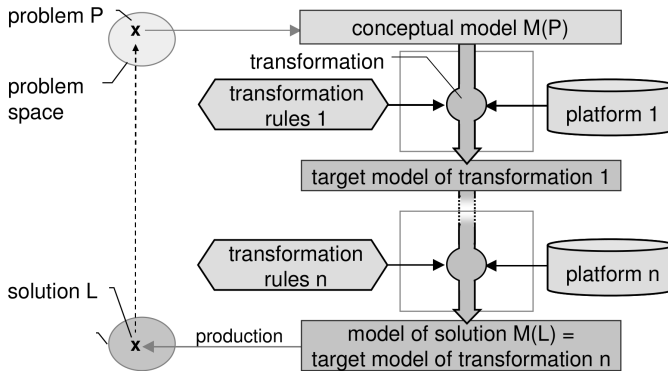 problem P
x
conceptual model M(P)
transformation
problem
space
transformation
rules 1
platform 1
target model of transformation 1
transformation
rules n
platform n
solution L
x
production
model of solution M(L) =
target model of transformation n